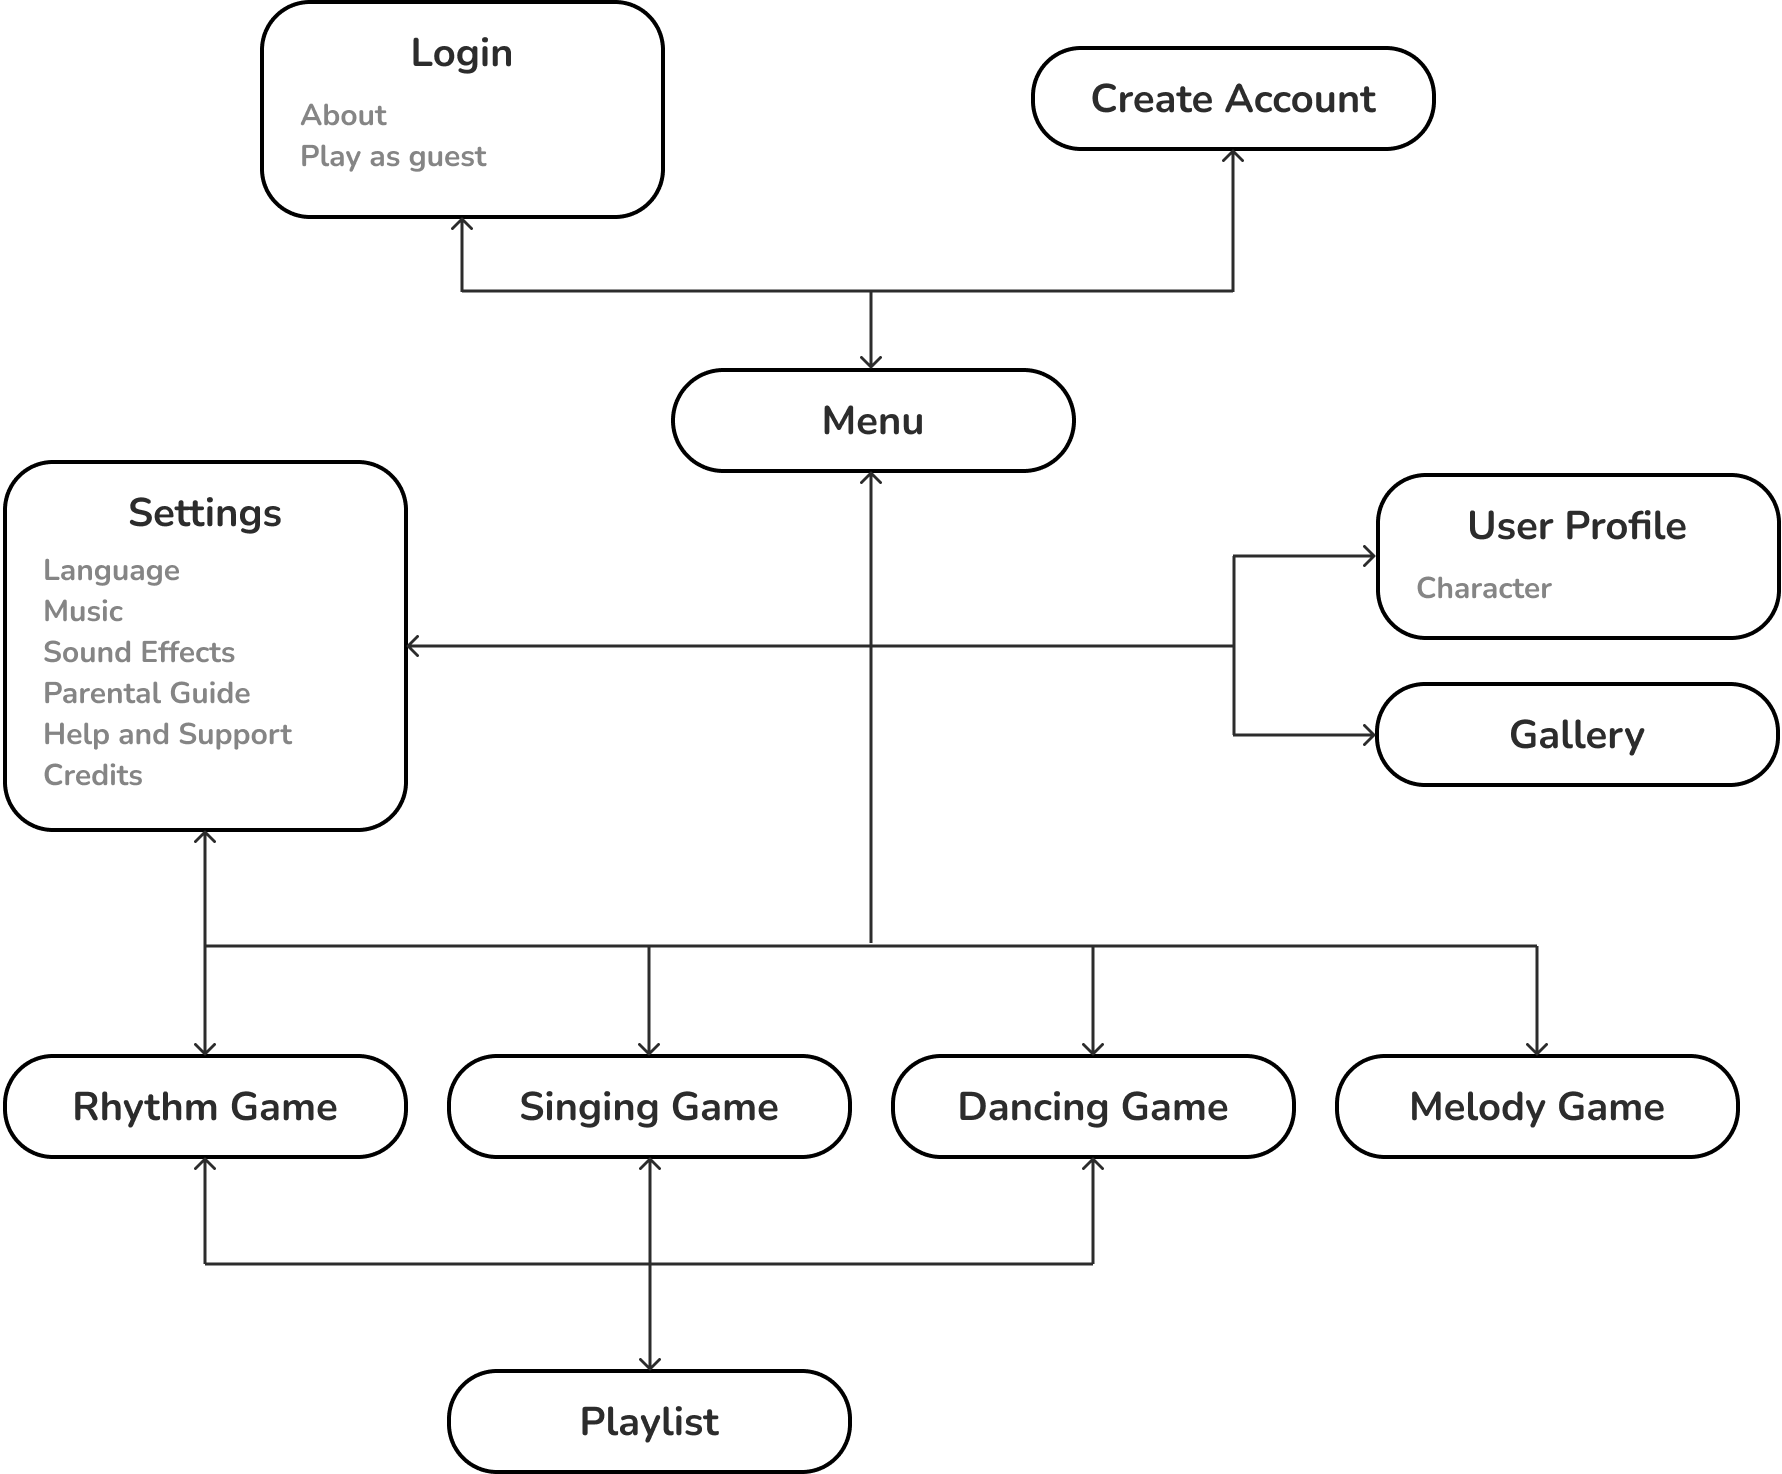 Login
About
Play as guest
Create Account
Menu
Settings
Language
Music
Sound Effects
Parental Guide
Help and Support
Credits
User Profile
Character
Gallery
Rhythm Game
Singing Game
Dancing Game
Melody Game
Playlist